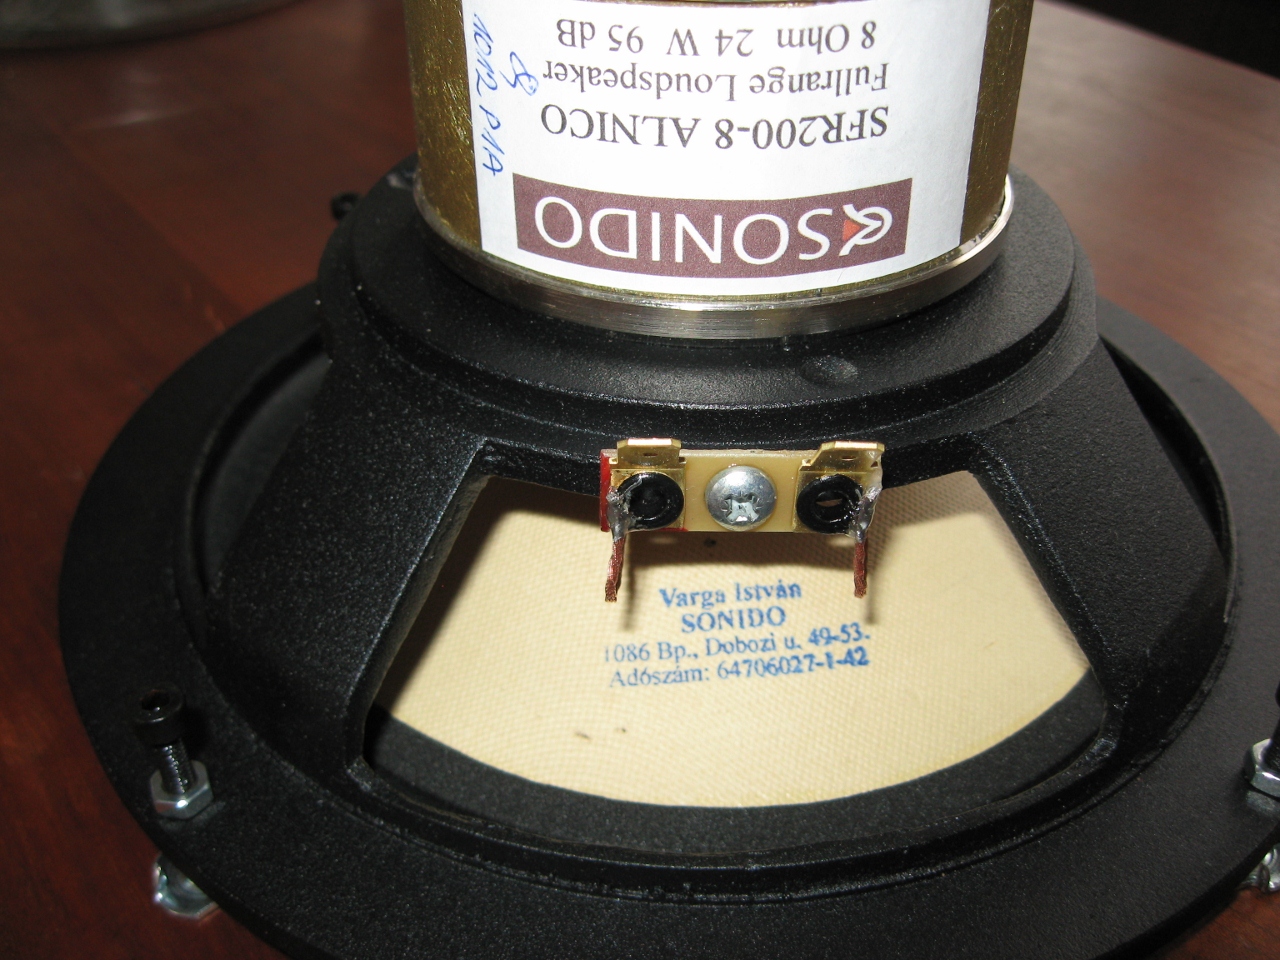 SONIDO
SFR200-8 ALNICO
Fullrange Loudspeaker
8 Ohm 24 W 95 dB
Varga István
SONIDO
1086 Bp., Dobozi u. 49-53.
Adószám: 64706027-1-42